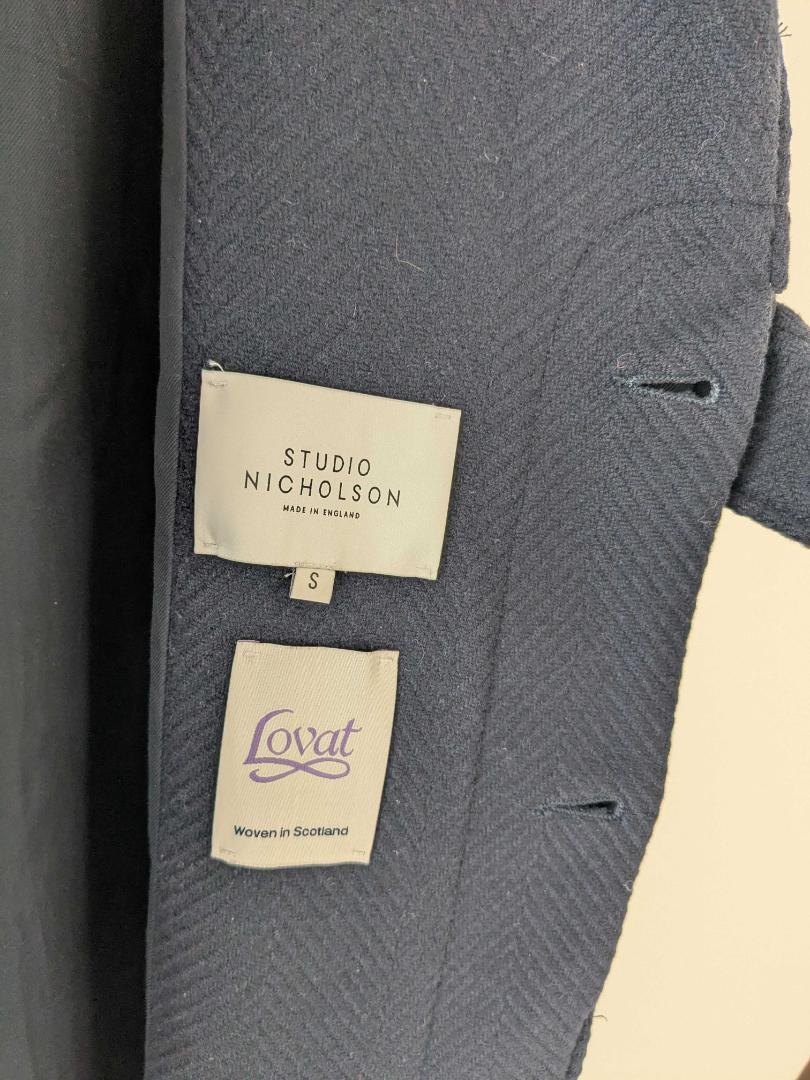 STUDIO
NICHOLSON
MADE IN ENGLAND
S
Lovat
Woven in Scotland